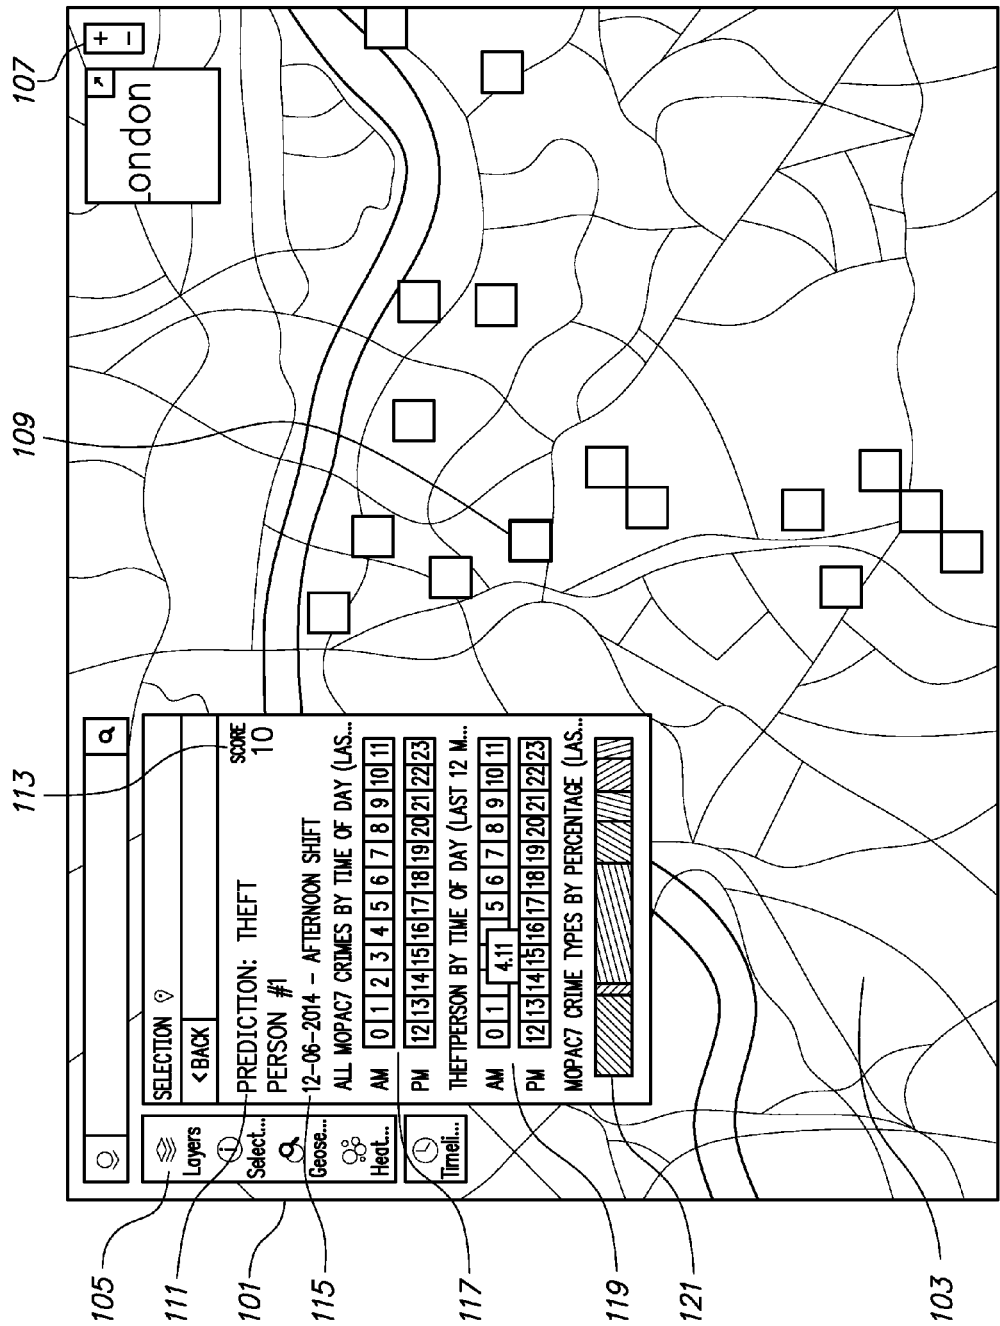 107
109
113
+
−
London
SELECTION
<BACK
PREDICTION: THEFT
PERSON #1
SCORE
10
12-06-2014 - AFTERNOON SHIFT
ALL MOPAC7 CRIMES BY TIME OF DAY (LAS...
AM 0 1 2 3 4 5 6 7 8 9 10 11
PM 12 13 14 15 16 17 18 19 20 21 22 23
THEFTPERSON BY TIME OF DAY (LAST 12 M...
AM 0 1 4.11 5 6 7 8 9 10 11
PM 12 13 14 15 16 17 18 19 20 21 22 23
MOPAC7 CRIME TYPES BY PERCENTAGE (LAS...
Layers
Select...
Geose...
Heat...
Timeli...
105
111
101
115
117
119
121
103